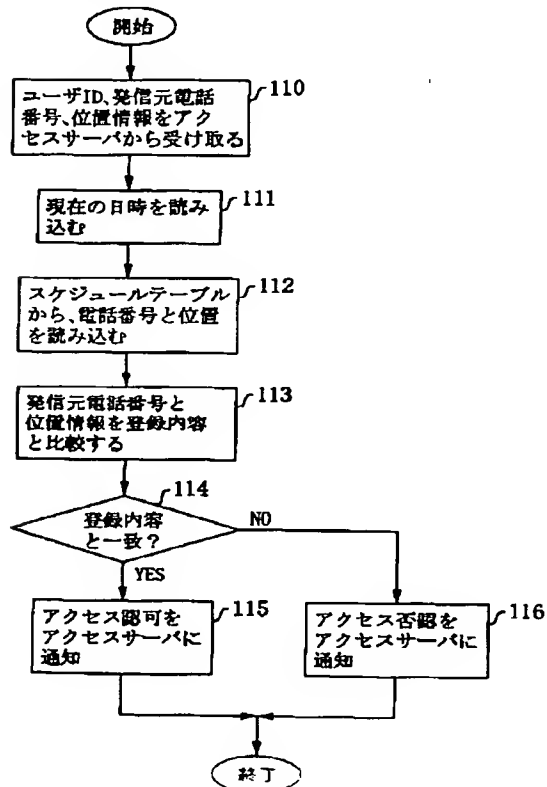 開始
ユーザID、発信元電話
番号、位置情報をアク
セスサーバから受け取る
110
現在の日時を読み
込む
111
スケジュールテーブル
から、電話番号と位置
を読み込む
112
発信元電話番号と
位置情報を登録内容
と比較する
113
114
登録内容
と一致？
NO
YES
アクセス認可を
アクセスサーバに
通知
115
アクセス否認を
アクセスサーバに
通知
116
終了